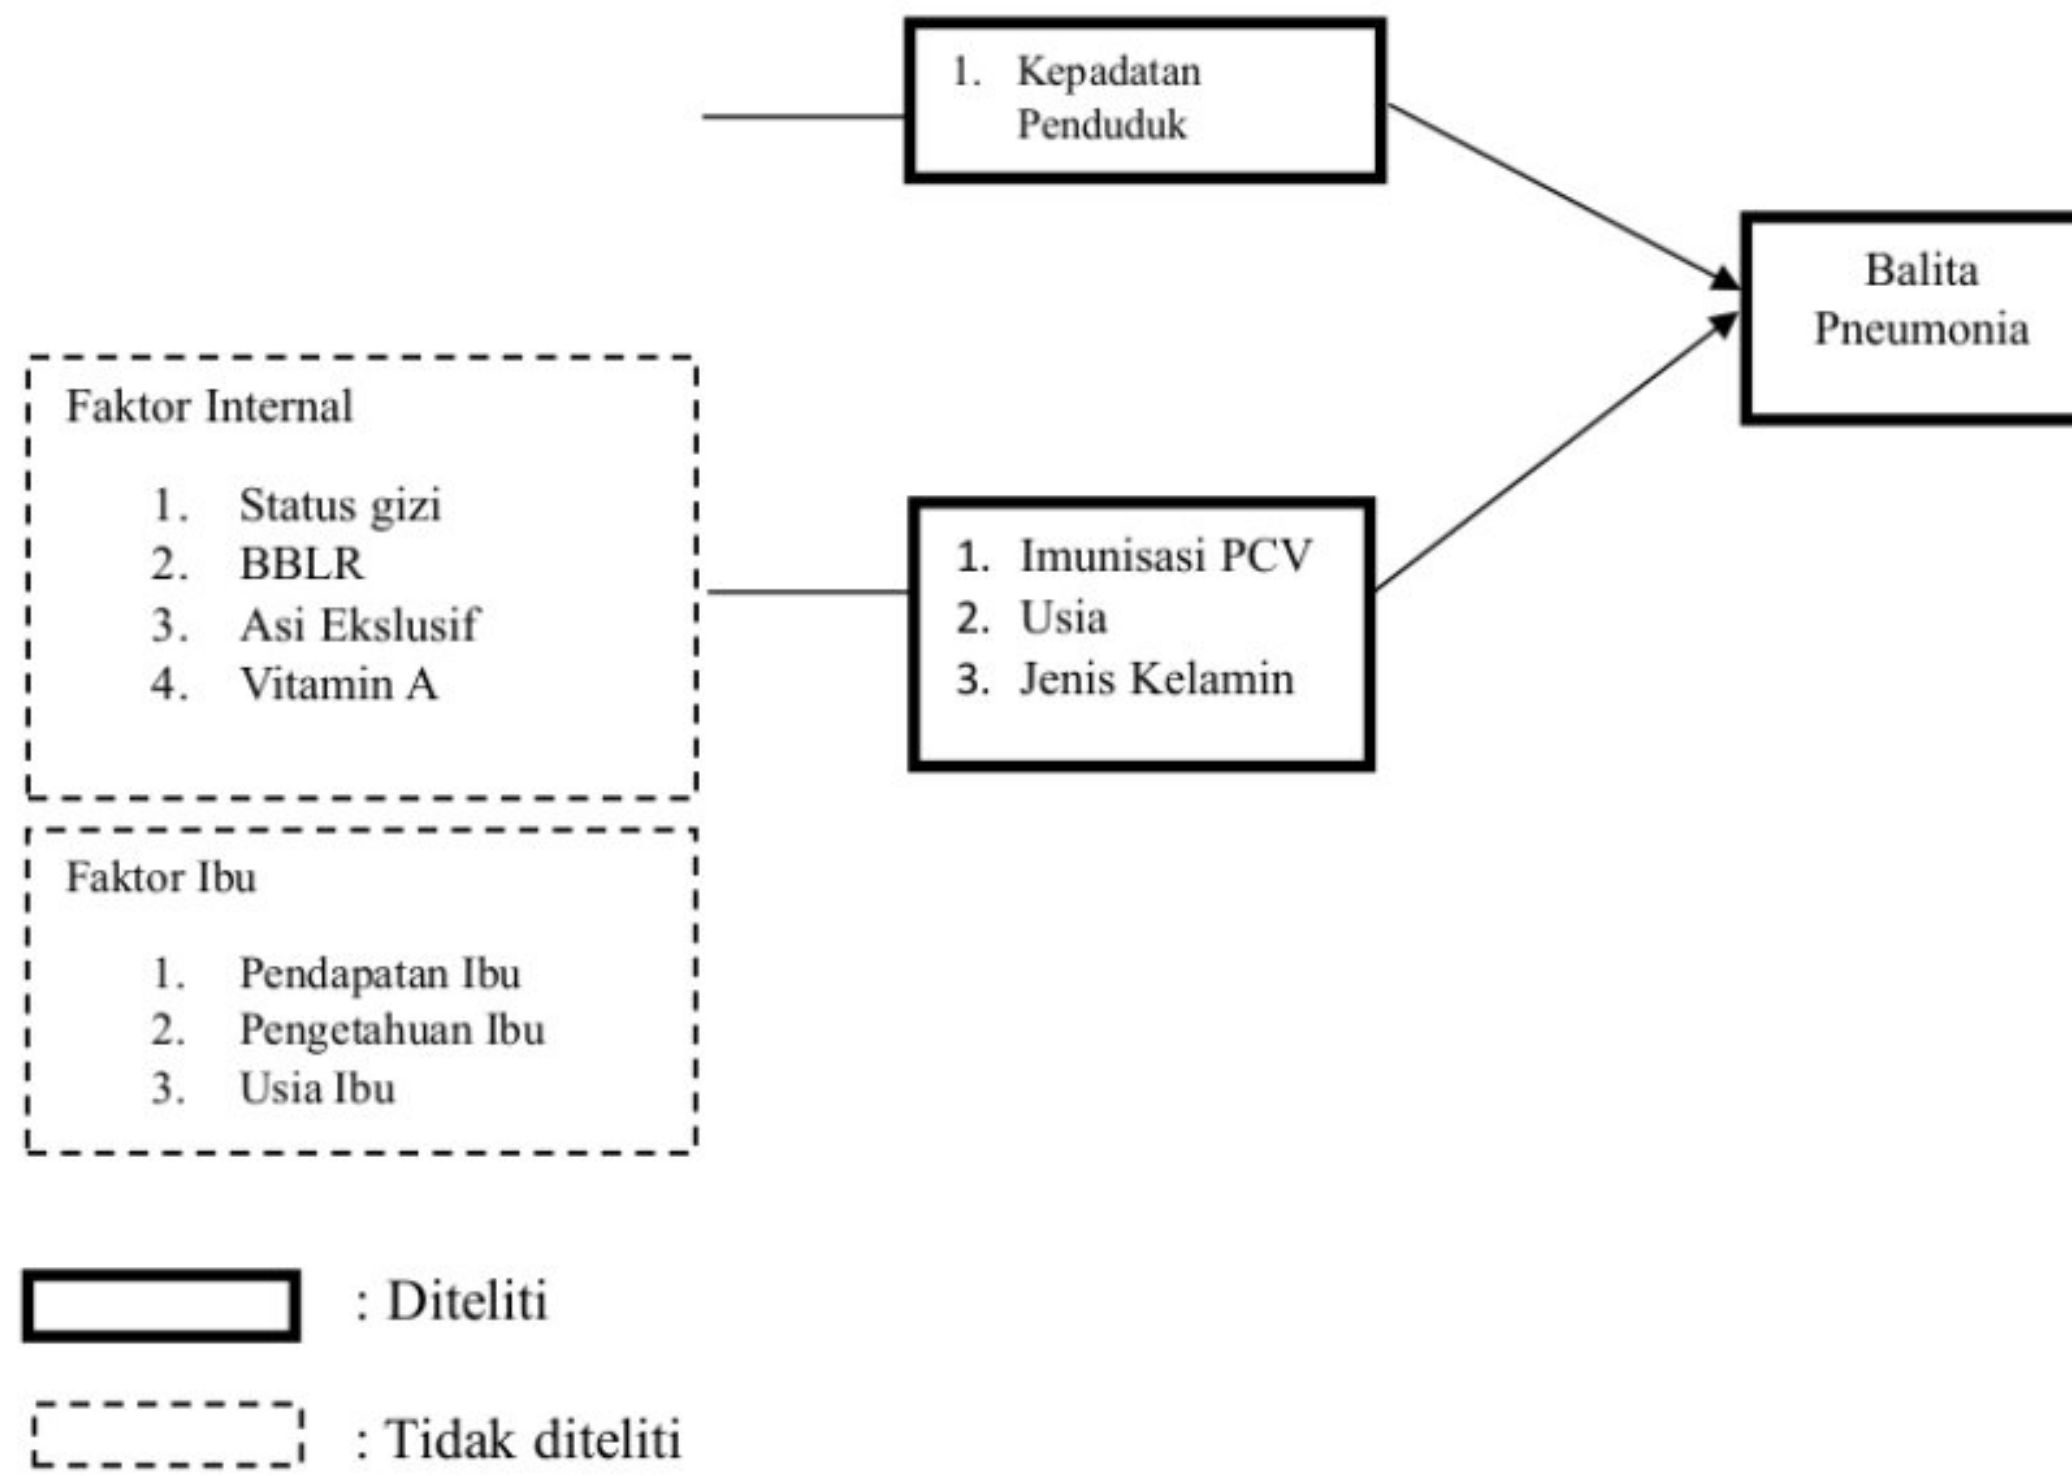 1. Kepadatan
Penduduk
Balita
Pneumonia
Faktor Internal
1. Status gizi
2. BBLR
3. Asi Ekslusif
4. Vitamin A
1. Imunisasi PCV
2. Usia
3. Jenis Kelamin
Faktor Ibu
1. Pendapatan Ibu
2. Pengetahuan Ibu
3. Usia Ibu
: Diteliti
: Tidak diteliti